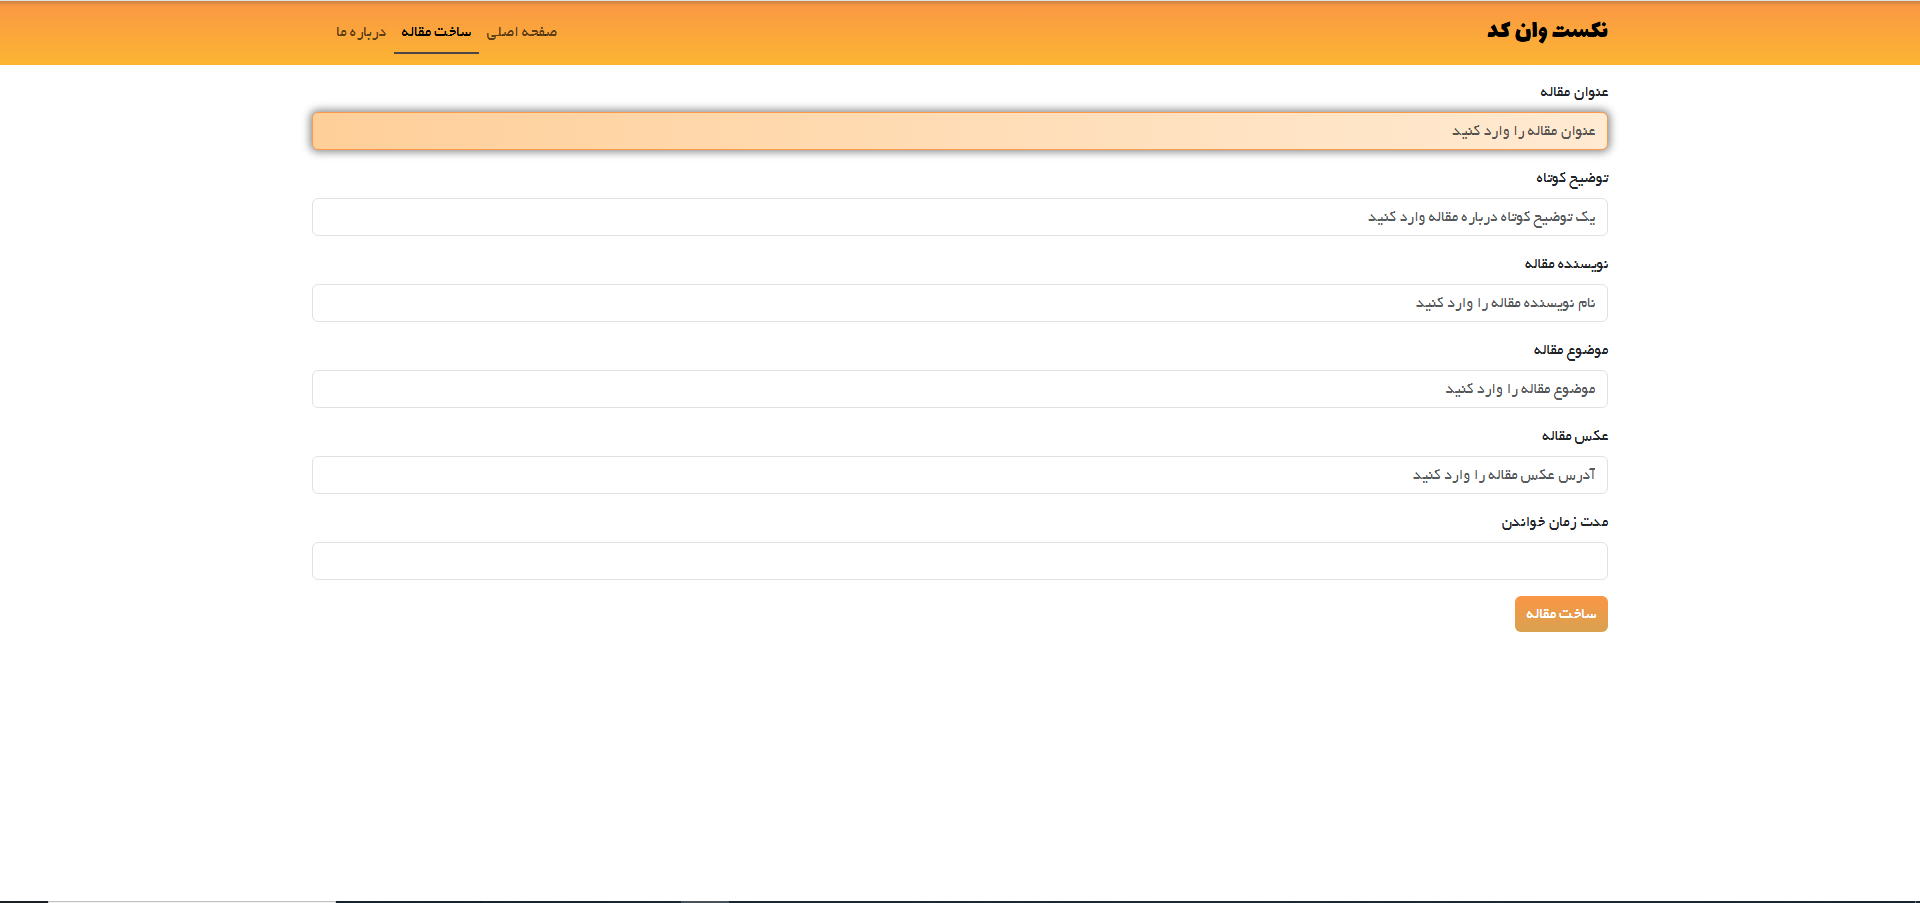 نکست وان کد
صفحه اصلی ساخت مقاله درباره ما
عنوان مقاله
عنوان مقاله را وارد کنید
توضیح کوتاه
یک توضیح کوتاه درباره مقاله وارد کنید
نویسنده مقاله
نام نویسنده مقاله را وارد کنید
موضوع مقاله
موضوع مقاله را وارد کنید
عکس مقاله
آدرس عکس مقاله را وارد کنید
مدت زمان خواندن
ساخت مقاله